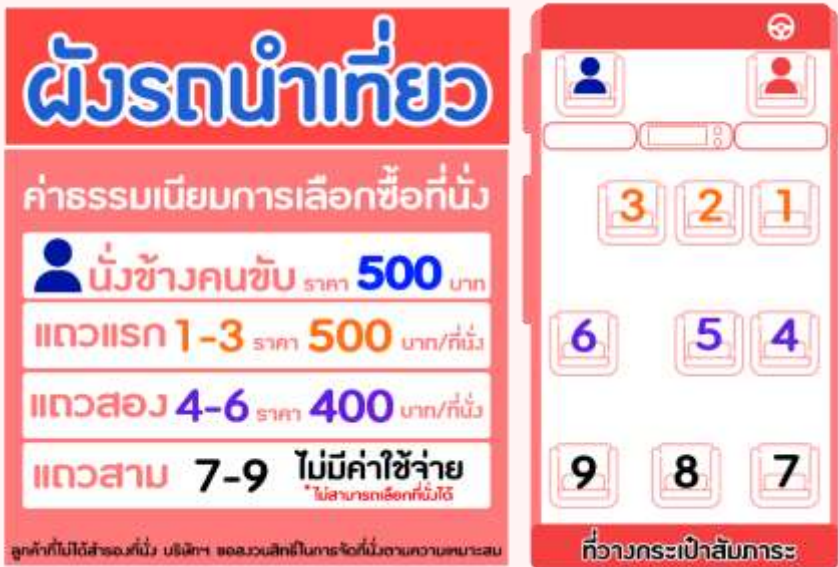 ผังรถนำเที่ยว
ค่าธรรมเนียมการเลือกซื้อที่นั่ง
นั่งข้างคนขับ ราคา 500 บาท
แถวแรก 1-3 ราคา 500 บาท/ที่นั่ง
แถวสอง 4-6 ราคา 400 บาท/ที่นั่ง
แถวสาม 7-9 ไม่มีค่าใช้จ่าย
*ไม่สามารถเลือกที่นั่งได้
ลูกค้าที่ไม่ได้สำรองที่นั่ง บริษัทฯ ขอสงวนสิทธิ์ในการจัดที่นั่งตามความเหมาะสม
3 2 1
6 5 4
9 8 7
ที่วางกระเป๋าสัมภาระ